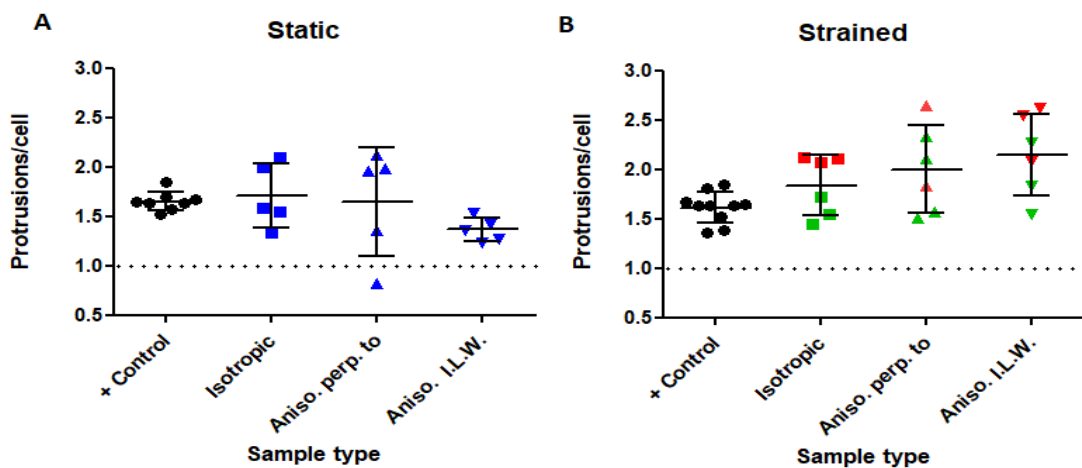 A
Static
Protrusions/cell
3.0
2.5
2.0
1.5
1.0
0.5
+ Control
Isotropic
Aniso. perp. to
Aniso. I.L.W.
Sample type
B
Strained
Protrusions/cell
3.0
2.5
2.0
1.5
1.0
0.5
+ Control
Isotropic
Aniso. perp. to
Aniso. I.L.W.
Sample type